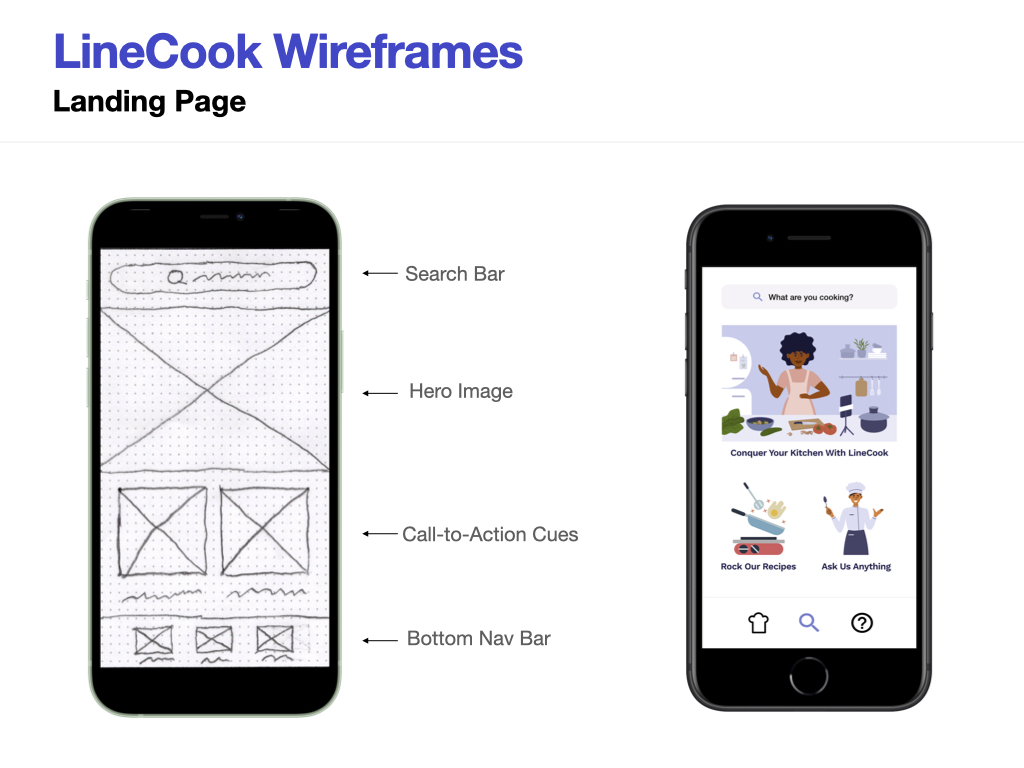 LineCook Wireframes
Landing Page
Search Bar
Hero Image
Call-to-Action Cues
Bottom Nav Bar
What are you cooking?
Conquer Your Kitchen With LineCook
Rock Our Recipes
Ask Us Anything
?